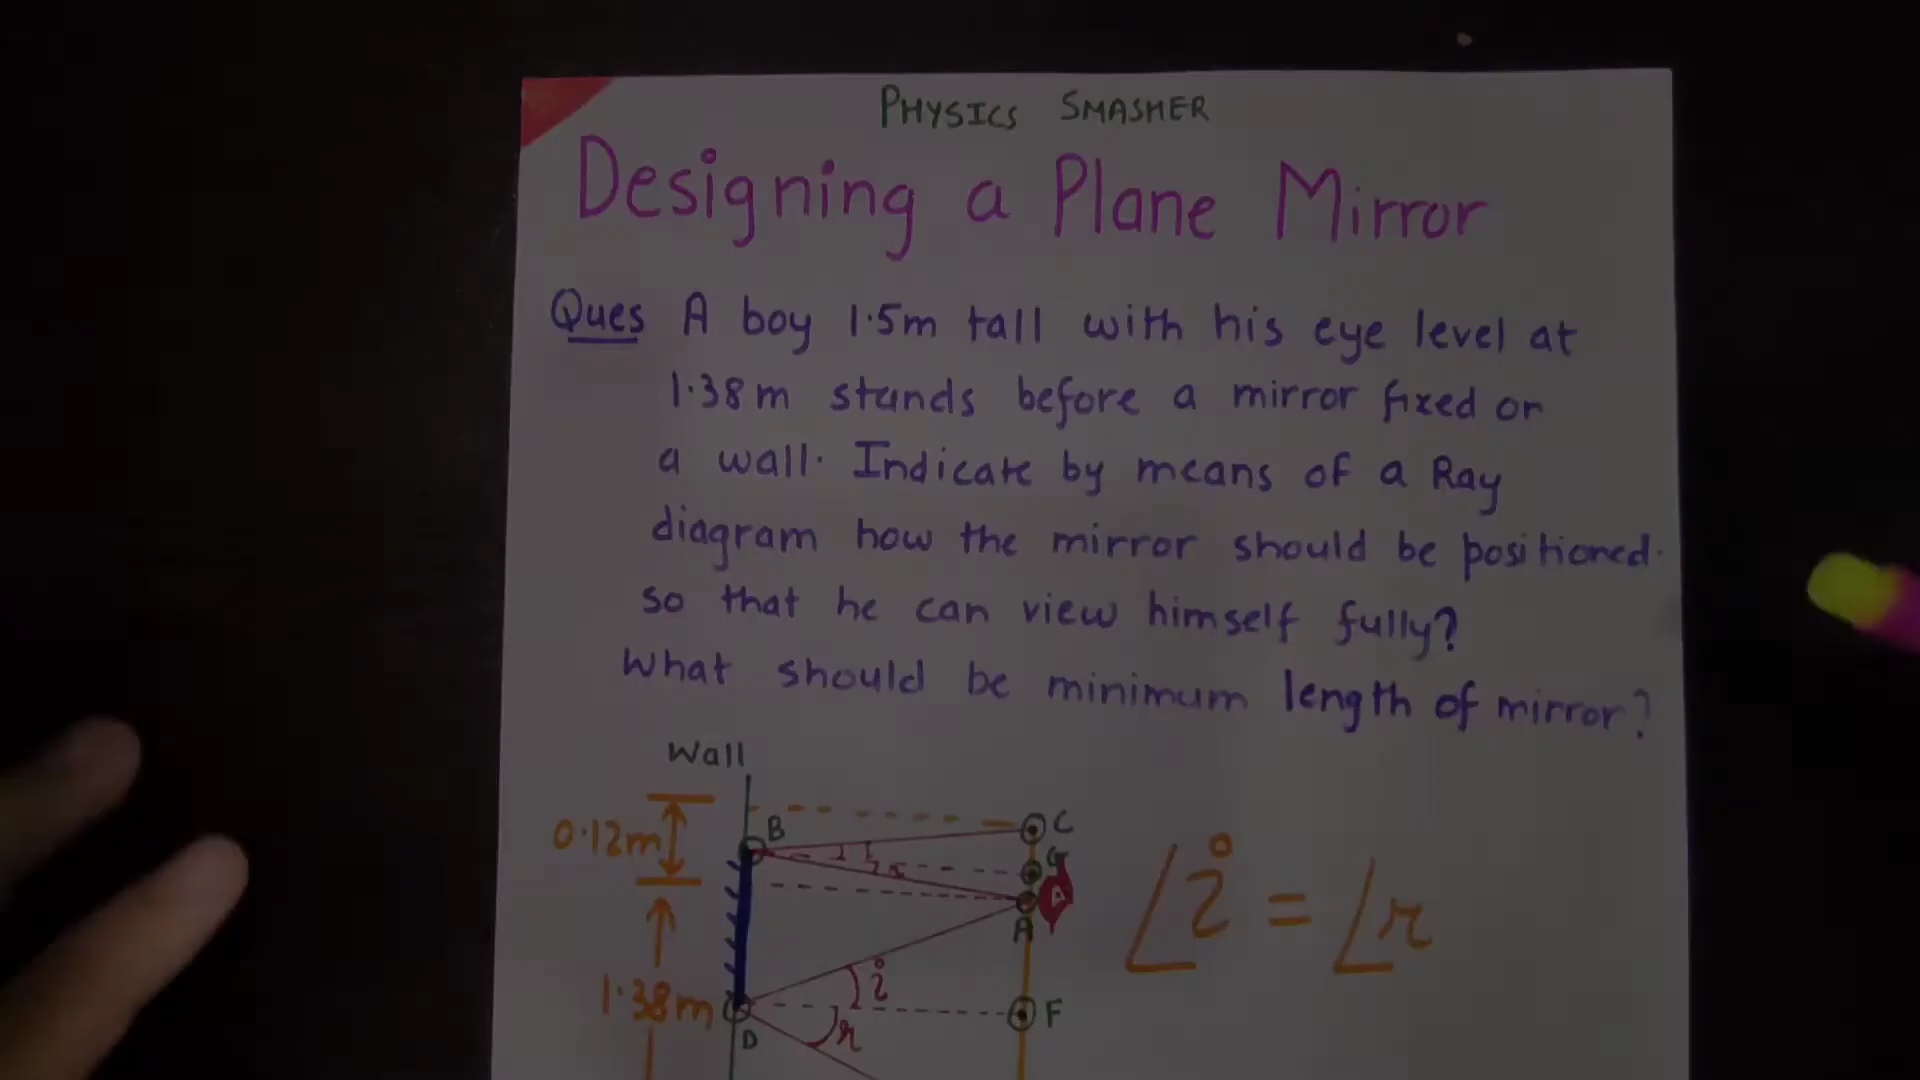 PHYSICS SMASHER
Designing a Plane Mirror
Ques A boy 1.5m tall with his eye level at
1.38m stands before a mirror fixed on
a wall. Indicate by means of a Ray
diagram how the mirror should be positioned.
so that he can view himself fully?
What should be minimum length of mirror?
Wall
0.12m
B
C
G
A
∠i = ∠r
i
1.38m
F
r
D